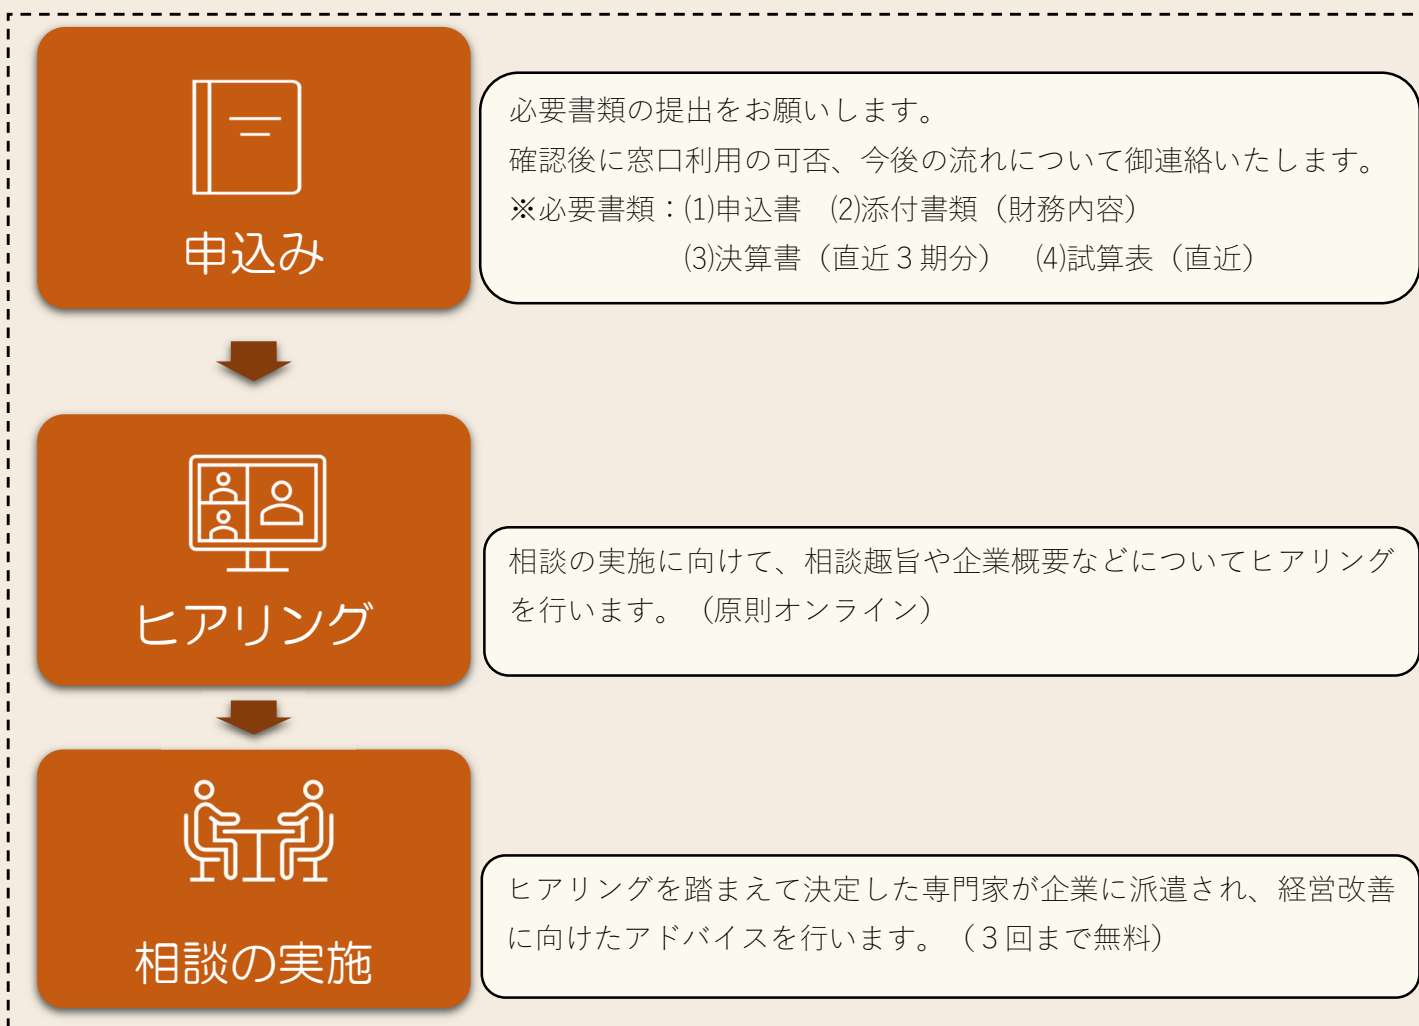 申込み
必要書類の提出をお願いします。
確認後に窓口利用の可否、今後の流れについて御連絡いたします。
※必要書類：⑴申込書　⑵添付書類（財務内容）
⑶決算書（直近３期分）　⑷試算表（直近）
ヒアリング
相談の実施に向けて、相談趣旨や企業概要などについてヒアリング
を行います。（原則オンライン）
相談の実施
ヒアリングを踏まえて決定した専門家が企業に派遣され、経営改善
に向けたアドバイスを行います。（３回まで無料）